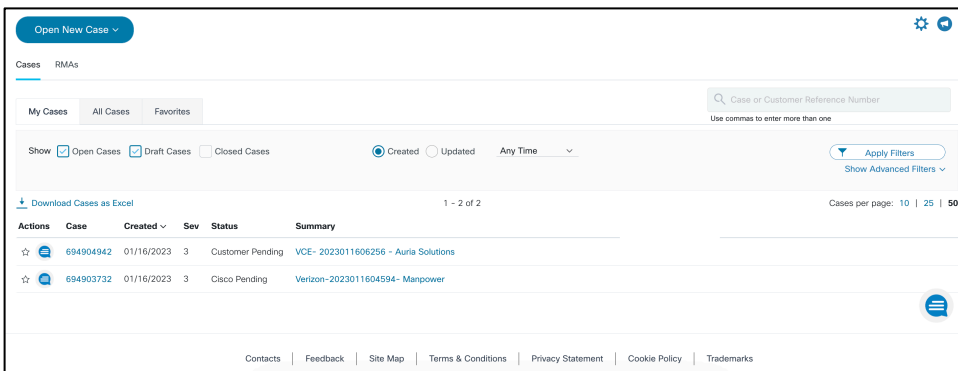 Open New Case
Cases RMAs
My Cases All Cases Favorites
Case or Customer Reference Number
Use commas to enter more than one
Show Open Cases Draft Cases Closed Cases Created Updated Any Time
Apply Filters
Show Advanced Filters
Download Cases as Excel 1 - 2 of 2 Cases per page: 10 | 25 | 50
Actions Case Created Sev Status Summary
694904942 01/16/2023 3 Customer Pending VCE- 2023011606256 - Auria Solutions
694903732 01/16/2023 3 Cisco Pending Verizon-2023011604594- Manpower
Contacts | Feedback | Site Map | Terms & Conditions | Privacy Statement | Cookie Policy | Trademarks